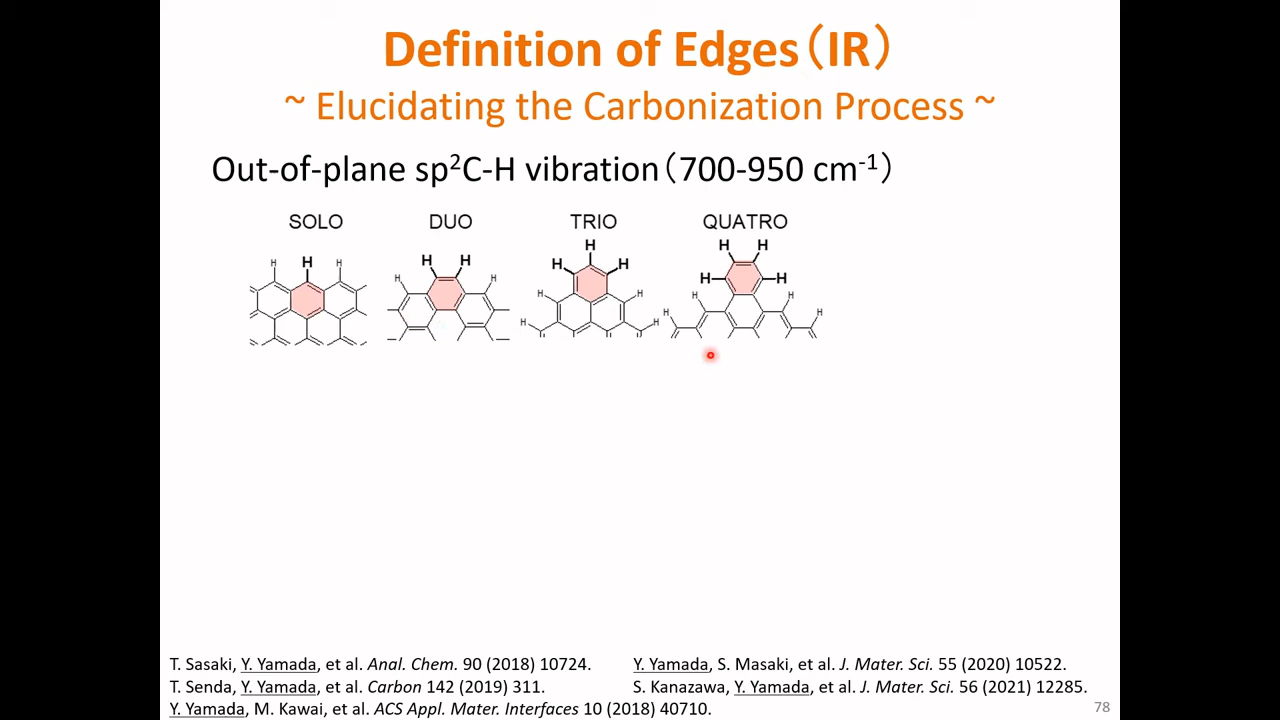 Definition of Edges（IR）
~ Elucidating the Carbonization Process ~
Out-of-plane sp²C-H vibration（700-950 cm⁻¹）
SOLO DUO TRIO QUATRO
H H H
H H H H
H H H H H
H H H H H H
H H H H H H
T. Sasaki, Y. Yamada, et al. Anal. Chem. 90 (2018) 10724.
T. Senda, Y. Yamada, et al. Carbon 142 (2019) 311.
Y. Yamada, M. Kawai, et al. ACS Appl. Mater. Interfaces 10 (2018) 40710.
Y. Yamada, S. Masaki, et al. J. Mater. Sci. 55 (2020) 10522.
S. Kanazawa, Y. Yamada, et al. J. Mater. Sci. 56 (2021) 12285.
78